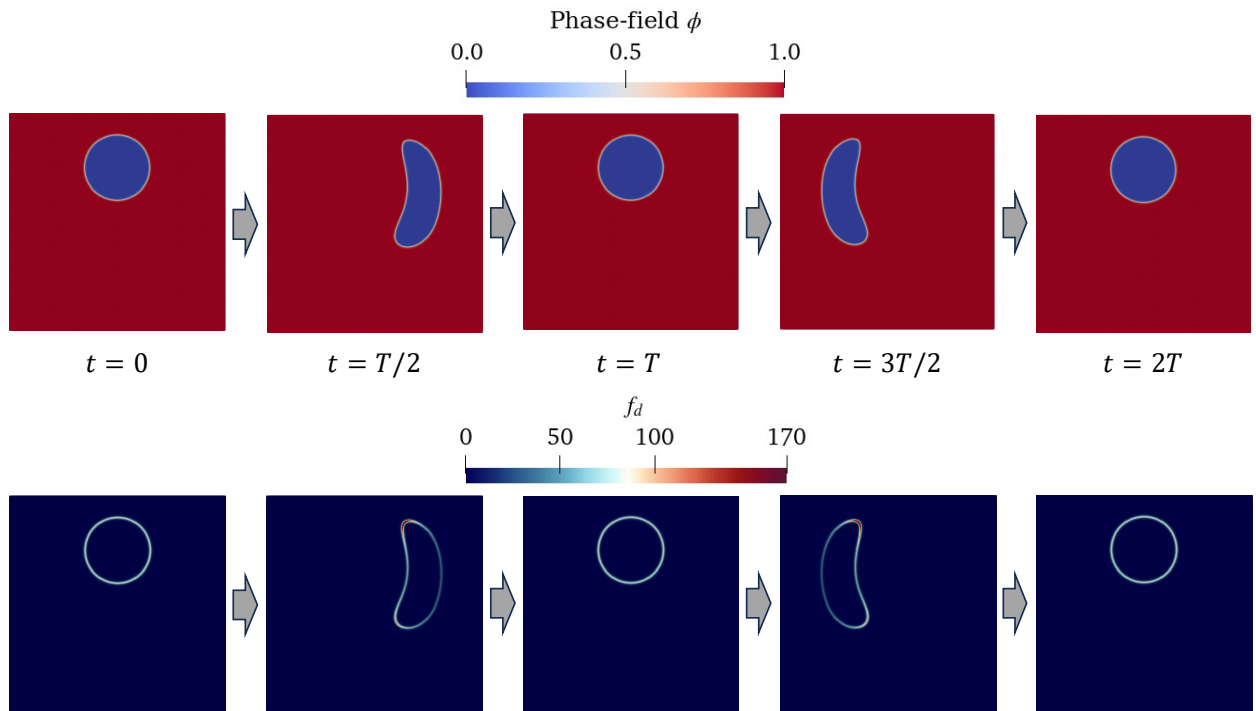 Phase-field ϕ
0.0 0.5 1.0
t = 0 t = T/2 t = T t = 3T/2 t = 2T
f_d
0 50 100 170